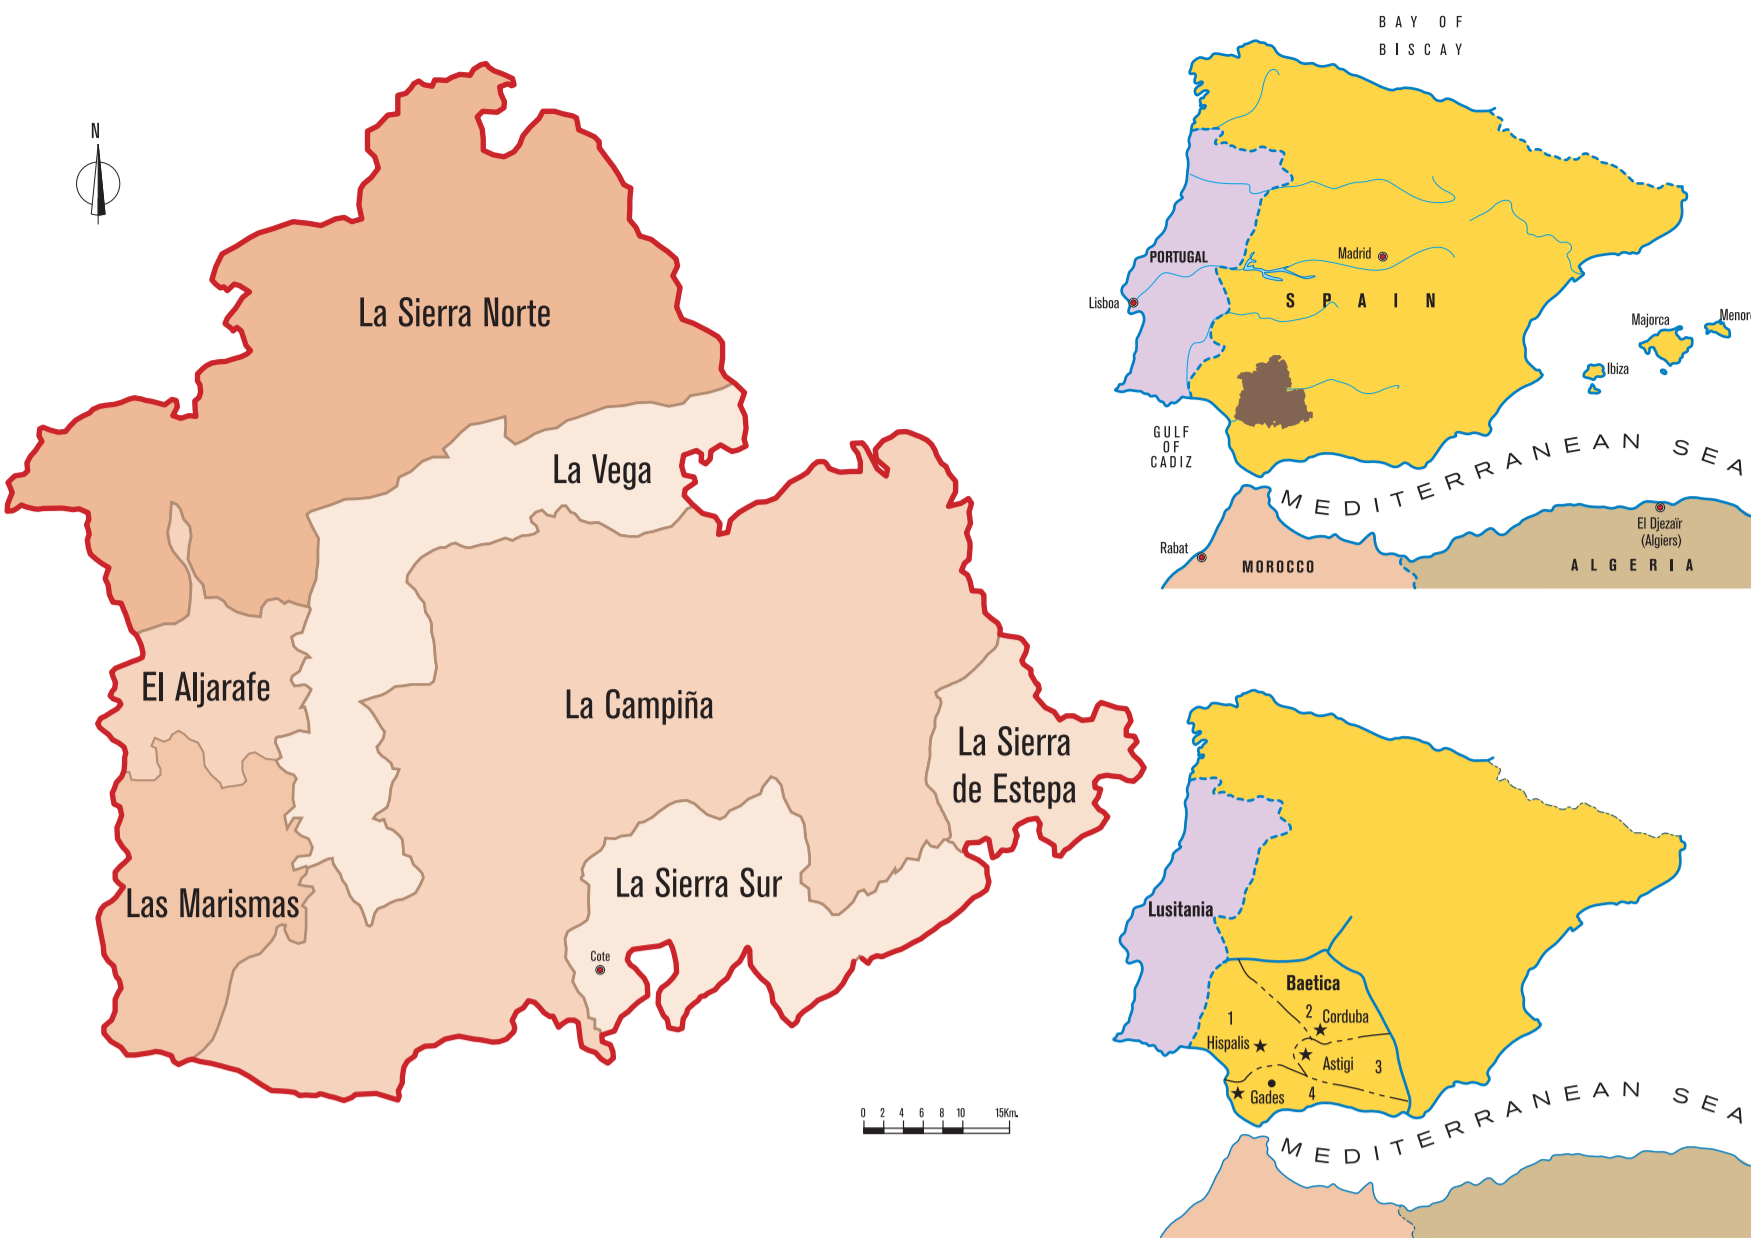 N
La Sierra Norte
La Vega
El Aljarafe
La Campiña
La Sierra
de Estepa
La Sierra Sur
Las Marismas
Cote
0 2 4 6 8 10 15Km.
BAY OF
BISCAY
PORTUGAL
Madrid
Lisboa
SPAIN
Majorca
Menor
Ibiza
GULF
OF
CADIZ
MEDITERRANEAN SEA
El Djezaïr
(Algiers)
Rabat
MOROCCO
ALGERIA
Lusitania
Baetica
1
2
Corduba
Hispalis
Astigi
3
Gades
4
MEDITERRANEAN SEA